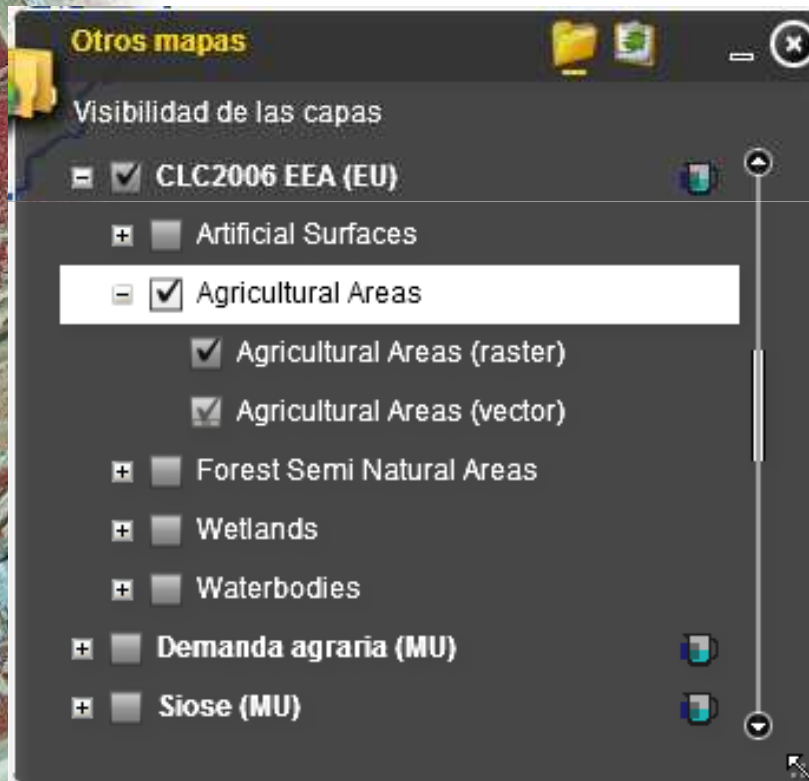 Otros mapas
Visibilidad de las capas
CLC2006 EEA (EU)
Artificial Surfaces
Agricultural Areas
Agricultural Areas (raster)
Agricultural Areas (vector)
Forest Semi Natural Areas
Wetlands
Waterbodies
Demanda agraria (MU)
Siose (MU)